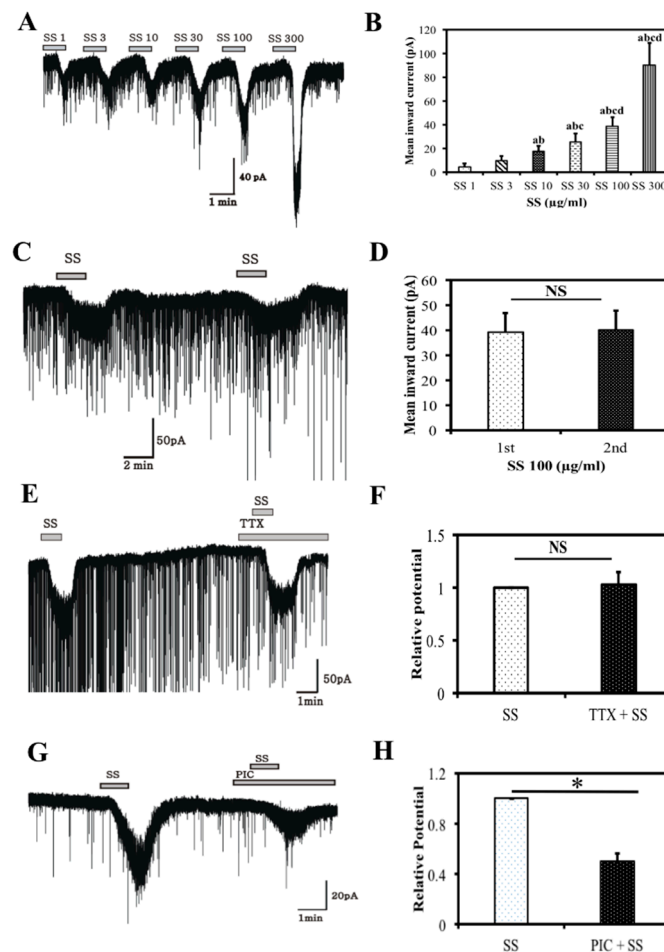 A
SS 1 SS 3 SS 10 SS 30 SS 100 SS 300
40 pA
1 min
B
Mean inward current (pA)
120
100
80
60
40
20
0
ab
abc
abcd
abcd
SS 1 SS 3 SS 10 SS 30 SS 100 SS 300
SS (µg/ml)
C
SS SS
50pA
2 min
D
Mean inward current (pA)
60
50
40
30
20
10
0
NS
1st 2nd
SS 100 (µg/ml)
E
SS
SS
TTX
50pA
1min
F
Relative potential
1.5
1
0.5
0
NS
SS TTX + SS
G
SS
SS
PIC
20pA
1min
H
Relative Potential
1.2
0.8
0.4
0
*
SS PIC + SS